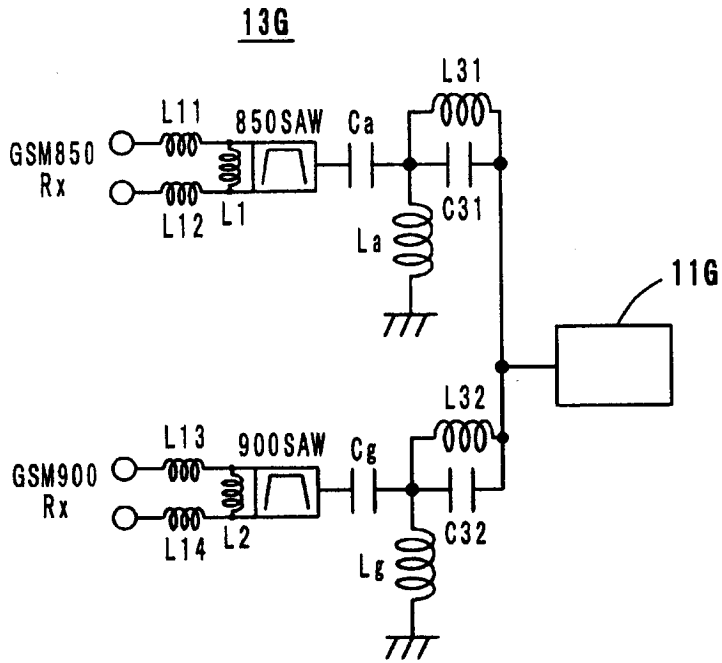 13G
L31
L11
850SAW
Ca
GSM850
Rx
L12
L1
C31
La
11G
L32
L13
900SAW
Cg
GSM900
Rx
L14
L2
C32
Lg